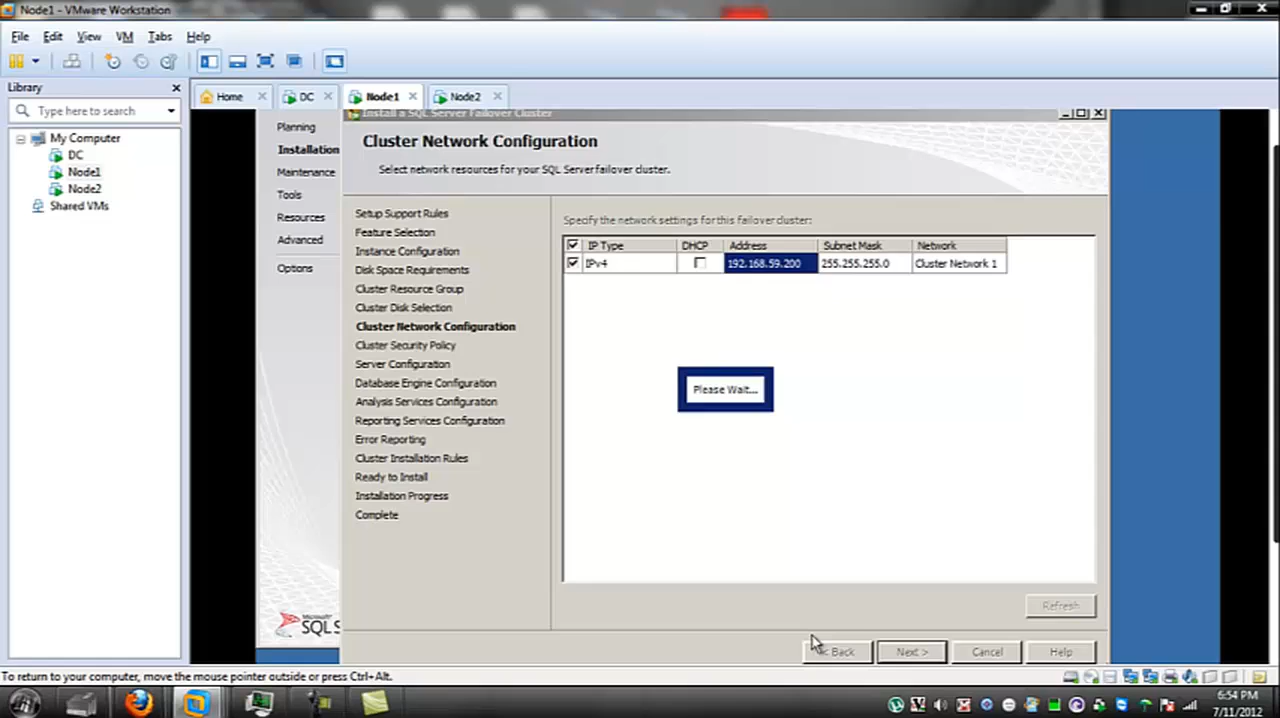 Node1 - VMware Workstation
File Edit View VM Tabs Help
Library
Type here to search
My Computer
DC
Node1
Node2
Shared VMs
Home
DC
Node1
Node2
Install a SQL Server Failover Cluster
Planning
Installation
Maintenance
Tools
Resources
Advanced
Options
Microsoft
SQL S
Cluster Network Configuration
Select network resources for your SQL Server failover cluster.
Setup Support Rules
Feature Selection
Instance Configuration
Disk Space Requirements
Cluster Resource Group
Cluster Disk Selection
Cluster Network Configuration
Cluster Security Policy
Server Configuration
Database Engine Configuration
Analysis Services Configuration
Reporting Services Configuration
Error Reporting
Cluster Installation Rules
Ready to Install
Installation Progress
Complete
Specify the network settings for this failover cluster:
IP Type DHCP Address Subnet Mask Network
IPv4 192.168.59.200 255.255.255.0 Cluster Network 1
Please Wait...
Refresh
< Back Next > Cancel Help
To return to your computer, move the mouse pointer outside or press Ctrl+Alt.
6:54 PM
7/11/2012